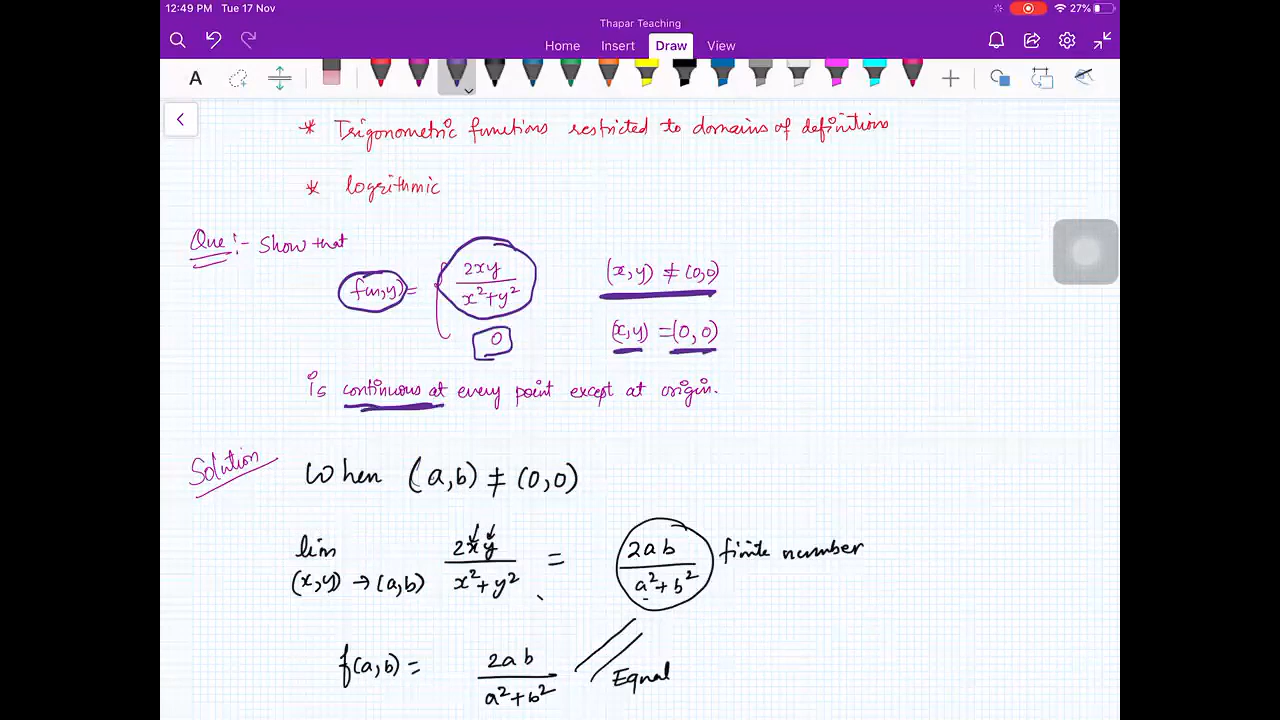 12:49 PM Tue 17 Nov 27%
Thapar Teaching
Home Insert Draw View
A
* Trigonometric functions restricted to domains of definitions
* logrithmic
Que:- Show that
f(x,y) = { 2xy / x²+y² (x,y) ≠ (0,0)
0 (x,y) = (0,0)
is continuous at every point except at origin.
Solution When (a,b) ≠ (0,0)
lim (x,y) → (a,b) 2xy / x²+y² = 2ab / a²+b² finite number
f(a,b) = 2ab / a²+b² Equal